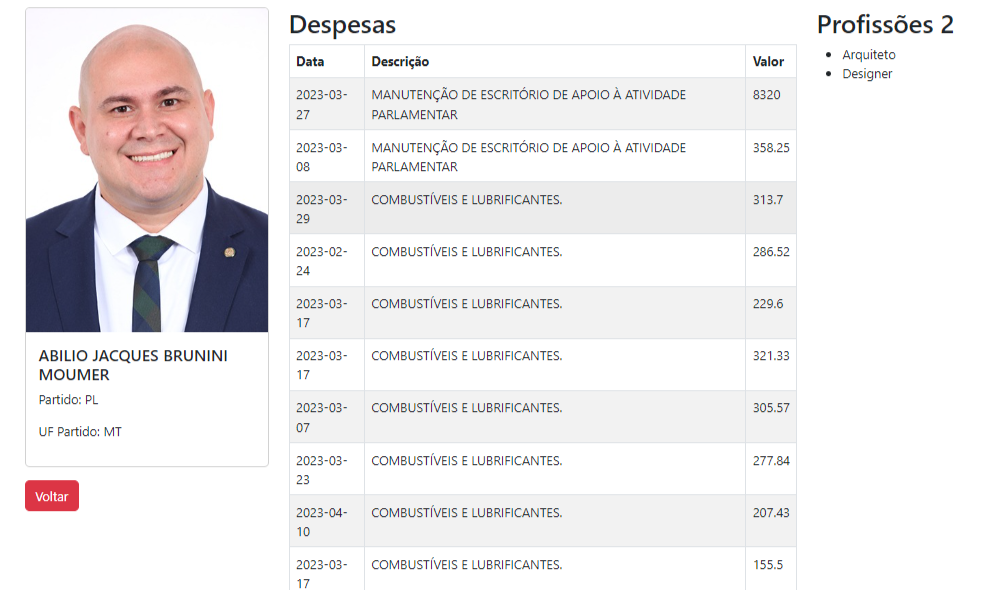 ABILIO JACQUES BRUNINI
MOUMER
Partido: PL
UF Partido: MT
Voltar
Despesas
Data Descrição Valor
2023-03-27 MANUTENÇÃO DE ESCRITÓRIO DE APOIO À ATIVIDADE PARLAMENTAR 8320
2023-03-08 MANUTENÇÃO DE ESCRITÓRIO DE APOIO À ATIVIDADE PARLAMENTAR 358.25
2023-03-29 COMBUSTÍVEIS E LUBRIFICANTES. 313.7
2023-02-24 COMBUSTÍVEIS E LUBRIFICANTES. 286.52
2023-03-17 COMBUSTÍVEIS E LUBRIFICANTES. 229.6
2023-03-17 COMBUSTÍVEIS E LUBRIFICANTES. 321.33
2023-03-07 COMBUSTÍVEIS E LUBRIFICANTES. 305.57
2023-03-23 COMBUSTÍVEIS E LUBRIFICANTES. 277.84
2023-04-10 COMBUSTÍVEIS E LUBRIFICANTES. 207.43
2023-03-17 COMBUSTÍVEIS E LUBRIFICANTES. 155.5
Profissões 2
Arquiteto
Designer